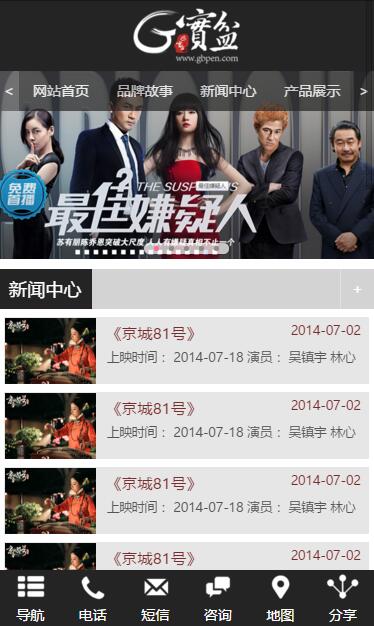 G寶盆
www.gbpen.com
< 网站首页 品牌故事 新闻中心 产品展示 >
免费
首播
THE SUSPICIOUS
最佳嫌疑人
最佳嫌疑人
苏有朋陈乔恩突破大尺度 人人有嫌疑真相不止一个
新闻中心 +
《京城81号》 2014-07-02
上映时间： 2014-07-18 演员： 吴镇宇 林心
《京城81号》 2014-07-02
上映时间： 2014-07-18 演员： 吴镇宇 林心
《京城81号》 2014-07-02
上映时间： 2014-07-18 演员： 吴镇宇 林心
《京城81号》 2014-07-02
导航 电话 短信 咨询 地图 分享